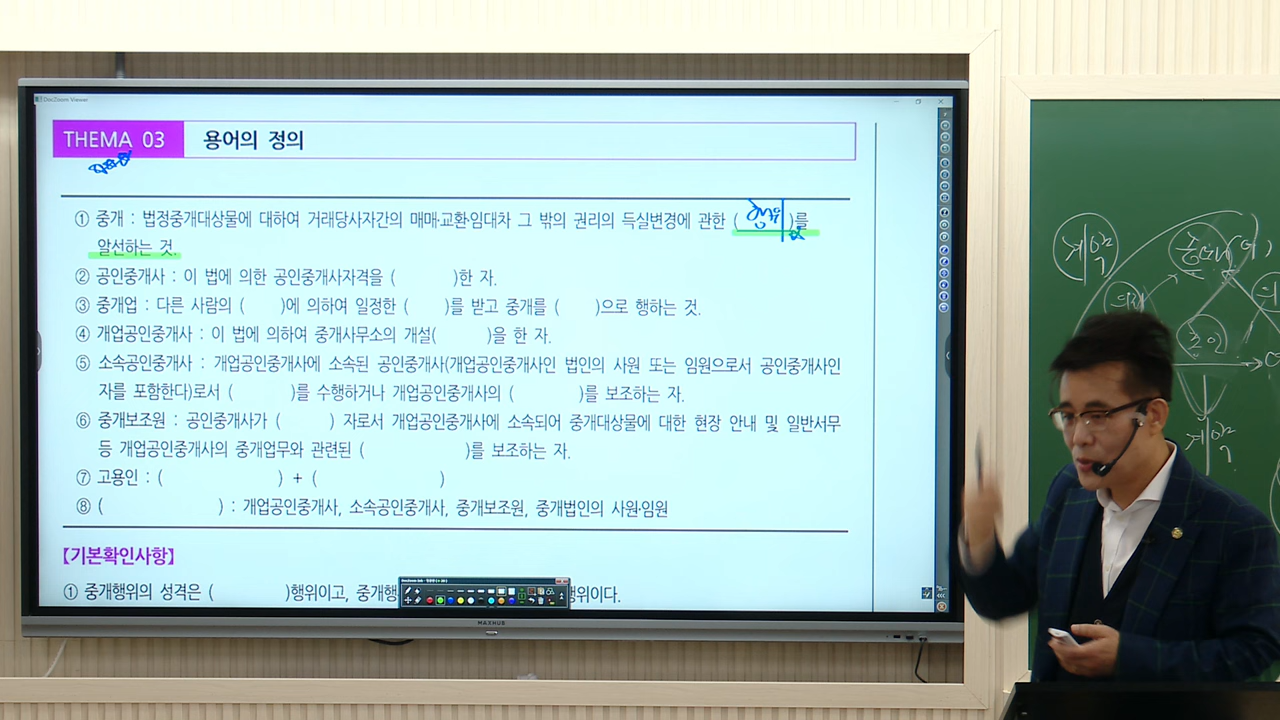 DocZoom Viewer
THEMA 03 용어의 정의
① 중개 : 법정중개대상물에 대하여 거래당사자간의 매매·교환·임대차 그 밖의 권리의 득실변경에 관한 ( 행위 )를
알선하는 것.
② 공인중개사 : 이 법에 의한 공인중개사자격을 ( )한 자.
③ 중개업 : 다른 사람의 ( )에 의하여 일정한 ( )를 받고 중개를 ( )으로 행하는 것.
④ 개업공인중개사 : 이 법에 의하여 중개사무소의 개설( )을 한 자.
⑤ 소속공인중개사 : 개업공인중개사에 소속된 공인중개사(개업공인중개사인 법인의 사원 또는 임원으로서 공인중개사인
자를 포함한다)로서 ( )를 수행하거나 개업공인중개사의 ( )를 보조하는 자.
⑥ 중개보조원 : 공인중개사가 ( ) 자로서 개업공인중개사에 소속되어 중개대상물에 대한 현장 안내 및 일반서무
등 개업공인중개사의 중개업무와 관련된 ( )를 보조하는 자.
⑦ 고용인 : ( ) + ( )
⑧ ( ) : 개업공인중개사, 소속공인중개사, 중개보조원, 중개법인의 사원·임원
【기본확인사항】
① 중개행위의 성격은 ( )행위이고, 중개행 행위이다.
MAXHUB
계약
계약